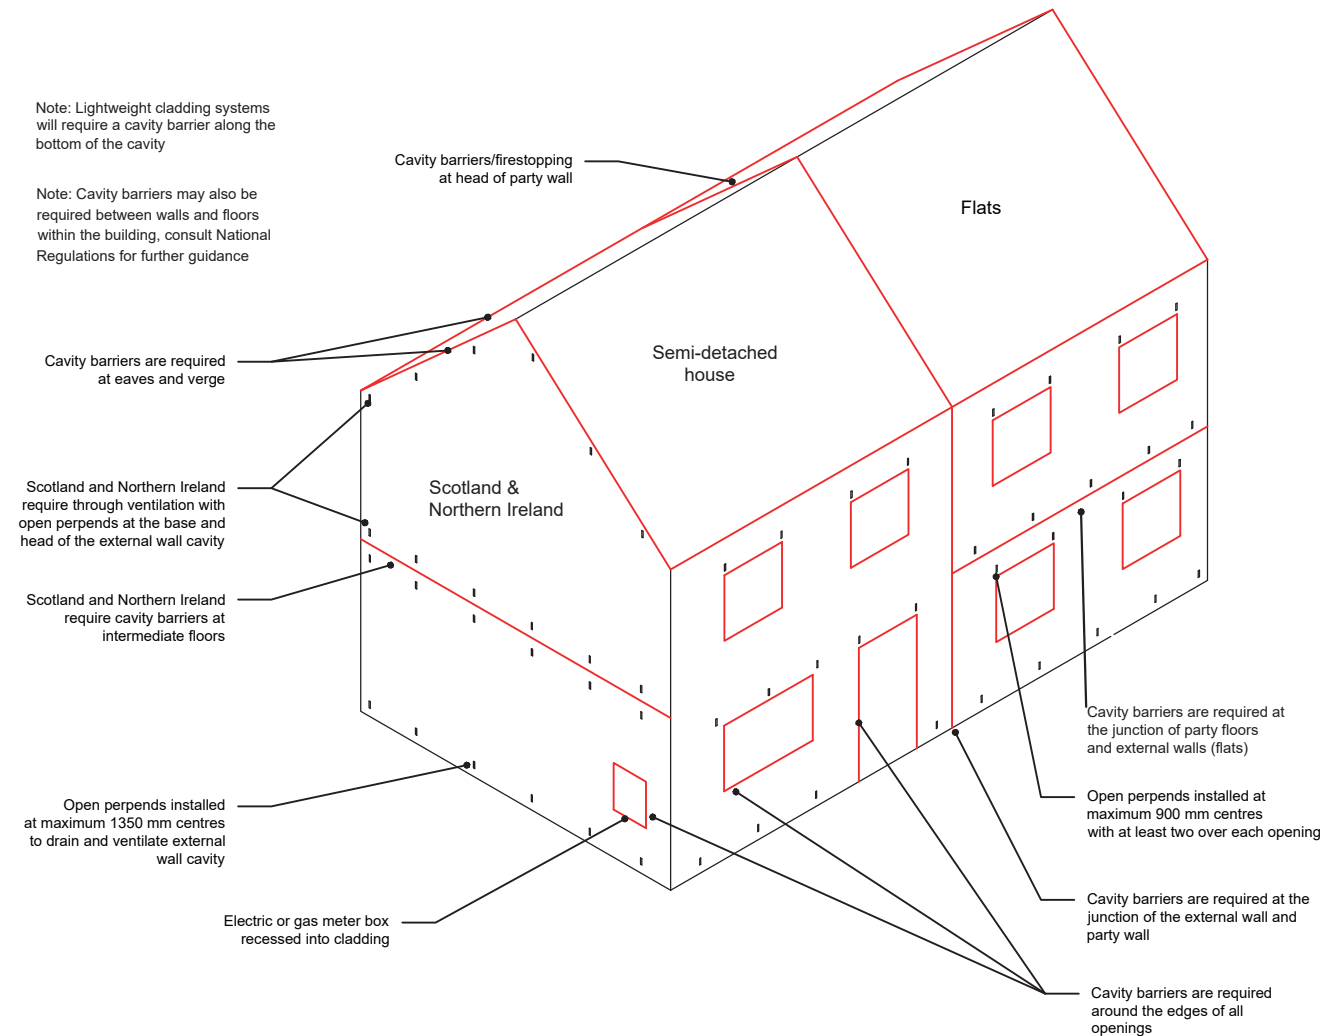 Note: Lightweight cladding systems
will require a cavity barrier along the
bottom of the cavity
Note: Cavity barriers may also be
required between walls and floors
within the building, consult National
Regulations for further guidance
Cavity barriers/firestopping
at head of party wall
Flats
Cavity barriers are required
at eaves and verge
Semi-detached
house
Scotland and Northern Ireland
require through ventilation with
open perpends at the base and
head of the external wall cavity
Scotland &
Northern Ireland
Scotland and Northern Ireland
require cavity barriers at
intermediate floors
Open perpends installed
at maximum 1350 mm centres
to drain and ventilate external
wall cavity
Electric or gas meter box
recessed into cladding
Cavity barriers are required at
the junction of party floors
and external walls (flats)
Open perpends installed at
maximum 900 mm centres
with at least two over each opening
Cavity barriers are required at the
junction of the external wall and
party wall
Cavity barriers are required
around the edges of all
openings